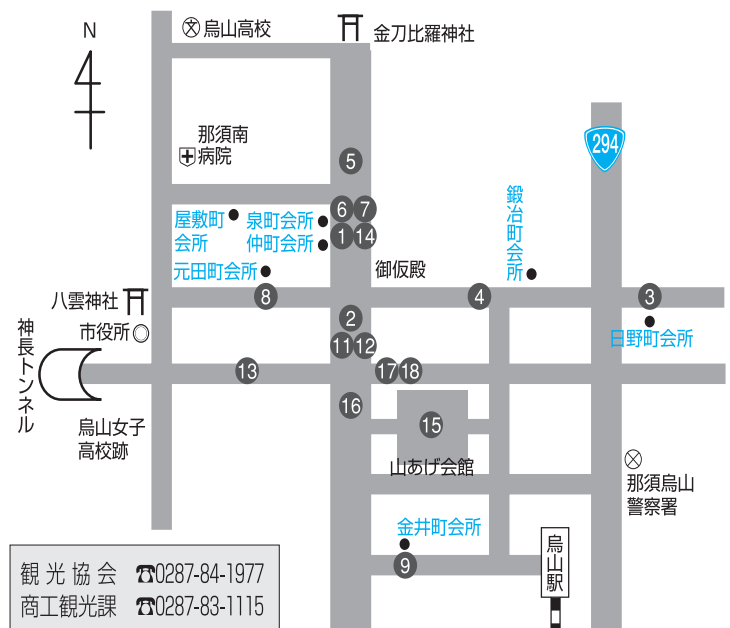 N
烏山高校
金刀比羅神社
294
那須南
病院
5
屋敷町
会所
泉町会所
仲町会所
6 7
1 14
鍛冶町会所
元田町会所
御仮殿
八雲神社
8
4
3
市役所
2
日野町会所
神長トンネル
11 12
13
17 18
16
15
烏山女子
高校跡
山あげ会館
那須烏山
警察署
金井町会所
9
烏山駅
観光協会 ☎0287-84-1977
商工観光課 ☎0287-83-1115